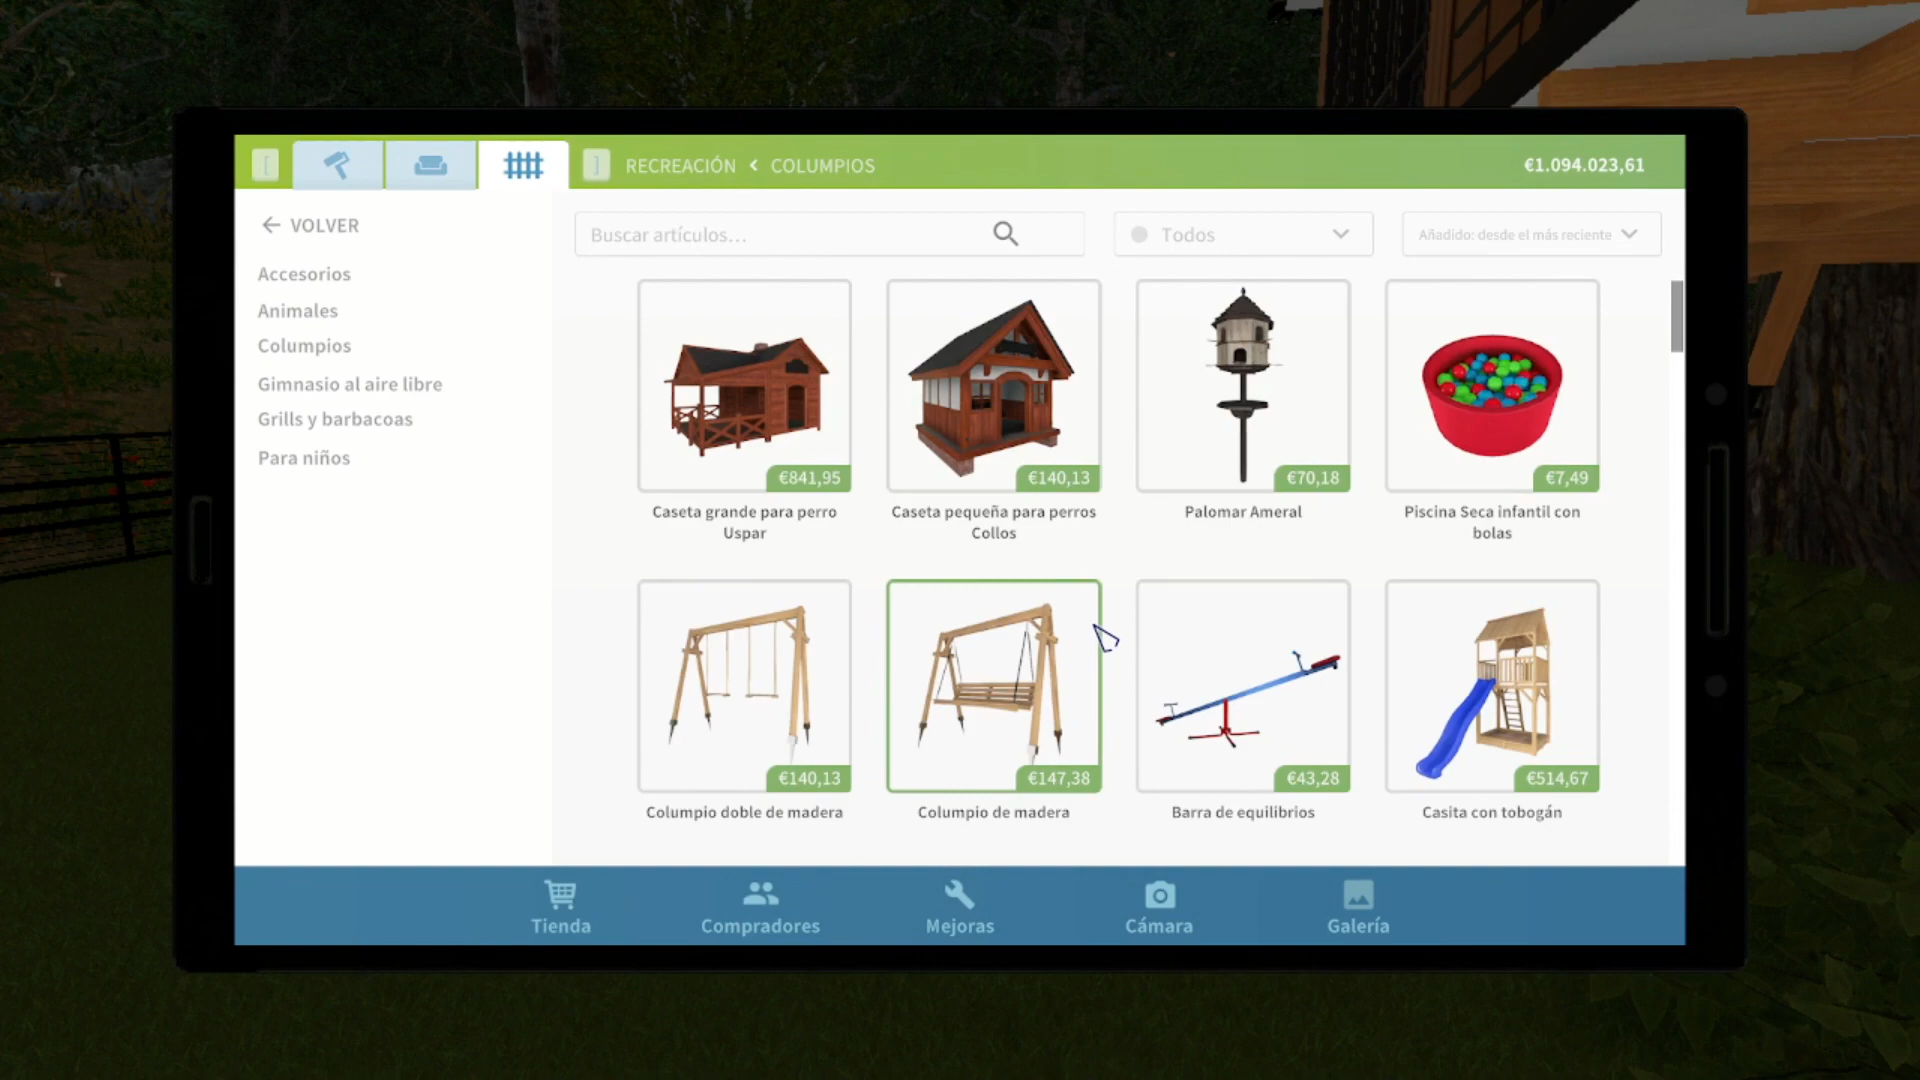 [
]
RECREACIÓN < COLUMPIOS
€1.094.023,61
← VOLVER
Accesorios
Animales
Columpios
Gimnasio al aire libre
Grills y barbacoas
Para niños
Buscar artículos...
Todos
Añadido: desde el más reciente
€841,95
Caseta grande para perro
Uspar
€140,13
Caseta pequeña para perros
Collos
€70,18
Palomar Ameral
€7,49
Piscina Seca infantil con
bolas
€140,13
Columpio doble de madera
€147,38
Columpio de madera
€43,28
Barra de equilibrios
€514,67
Casita con tobogán
Tienda
Compradores
Mejoras
Cámara
Galería